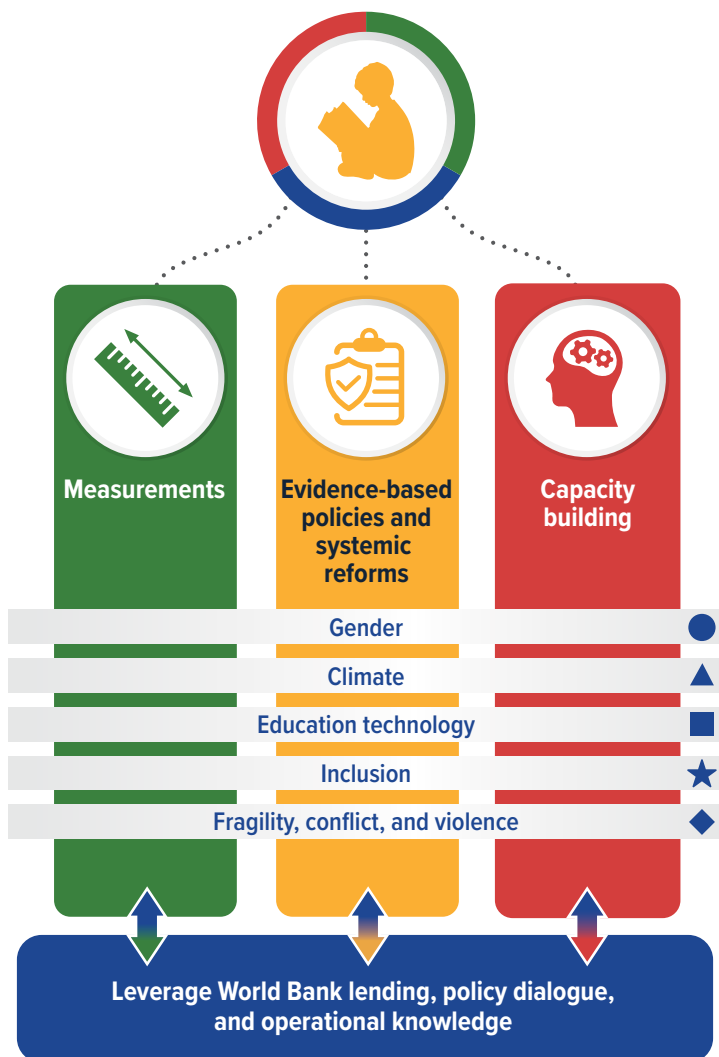 Measurements
Evidence-based
policies and
systemic
reforms
Capacity
building
Gender
Climate
Education technology
Inclusion
Fragility, conflict, and violence
Leverage World Bank lending, policy dialogue,
and operational knowledge